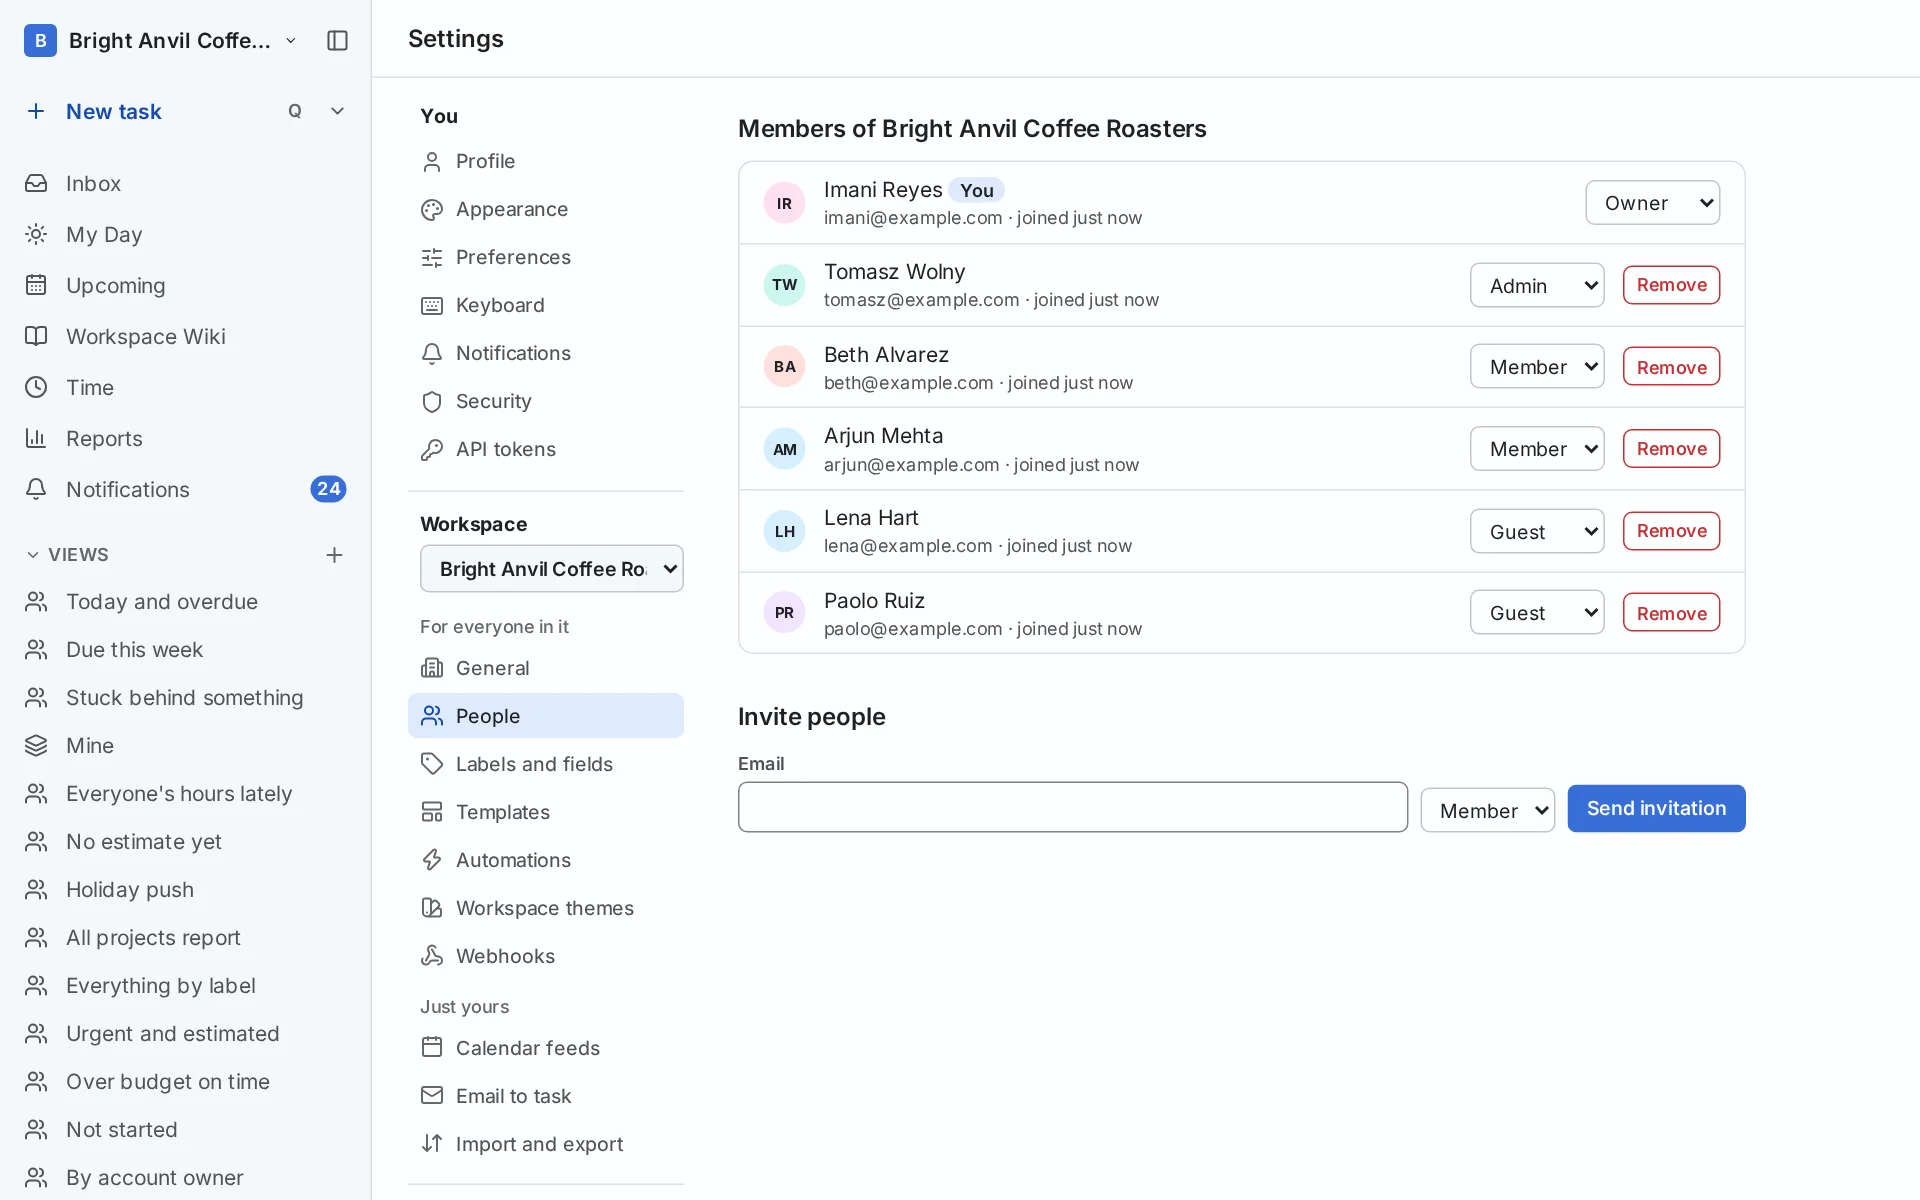 B Bright Anvil Coffe...
New task Q
Inbox
My Day
Upcoming
Workspace Wiki
Time
Reports
Notifications 24
VIEWS
Today and overdue
Due this week
Stuck behind something
Mine
Everyone's hours lately
No estimate yet
Holiday push
All projects report
Everything by label
Urgent and estimated
Over budget on time
Not started
By account owner
Settings
You
Profile
Appearance
Preferences
Keyboard
Notifications
Security
API tokens
Workspace
Bright Anvil Coffee Ro
For everyone in it
General
People
Labels and fields
Templates
Automations
Workspace themes
Webhooks
Just yours
Calendar feeds
Email to task
Import and export
Members of Bright Anvil Coffee Roasters
IR Imani Reyes You Owner
imani@example.com · joined just now
TW Tomasz Wolny Admin Remove
tomasz@example.com · joined just now
BA Beth Alvarez Member Remove
beth@example.com · joined just now
AM Arjun Mehta Member Remove
arjun@example.com · joined just now
LH Lena Hart Guest Remove
lena@example.com · joined just now
PR Paolo Ruiz Guest Remove
paolo@example.com · joined just now
Invite people
Email
Member Send invitation